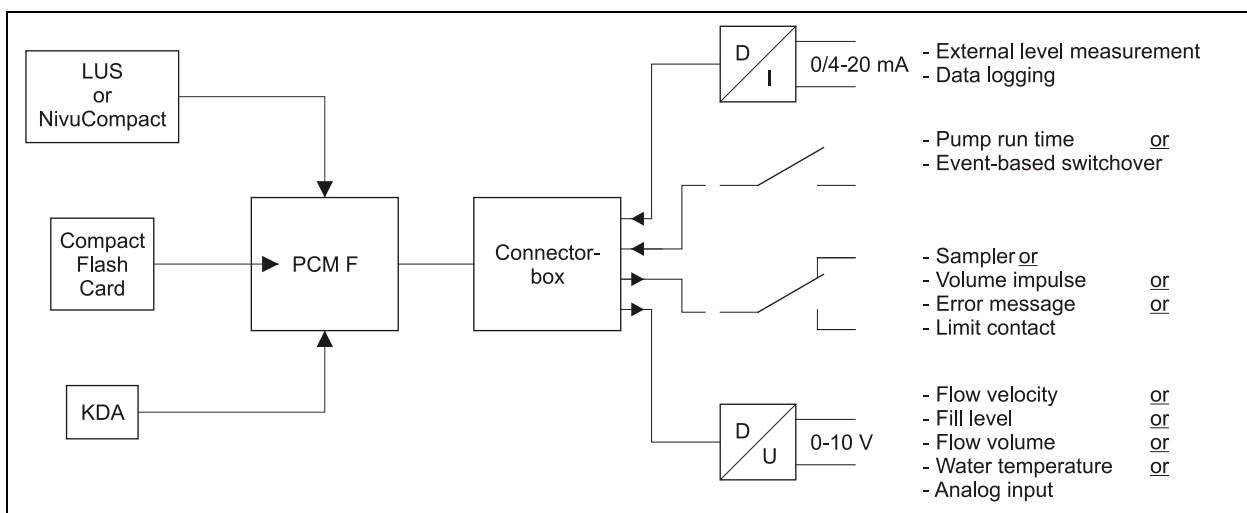 LUS
or
NivuCompact
Compact
Flash
Card
KDA
PCM F
Connector-
box
D
I
0/4-20 mA
- External level measurement
- Data logging
- Pump run time or
- Event-based switchover
- Sampler or
- Volume impulse or
- Error message or
- Limit contact
D
U
0-10 V
- Flow velocity or
- Fill level or
- Flow volume or
- Water temperature or
- Analog input